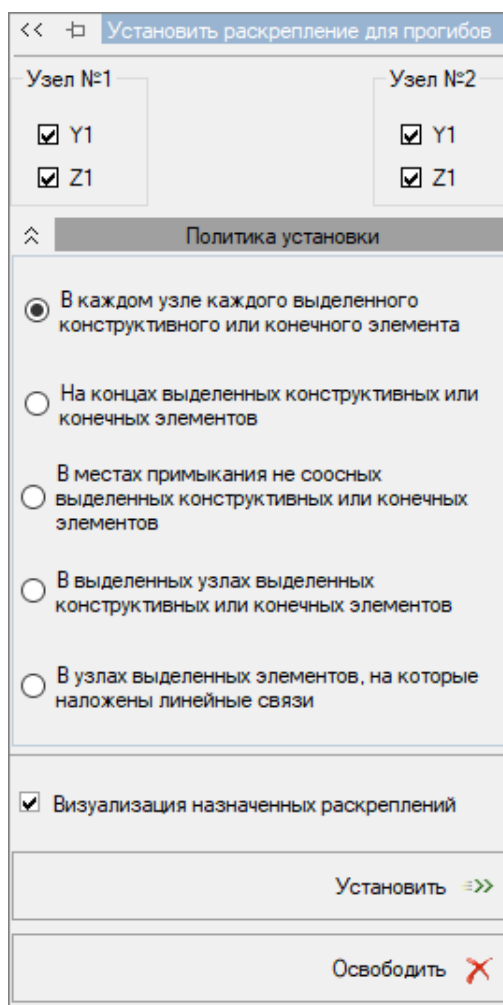 << Установить раскрепление для прогибов
Узел №1 Узел №2
Y1 Y1
Z1 Z1
Политика установки
В каждом узле каждого выделенного
конструктивного или конечного элемента
На концах выделенных конструктивных или
конечных элементов
В местах примыкания не соосных
выделенных конструктивных или конечных
элементов
В выделенных узлах выделенных
конструктивных или конечных элементов
В узлах выделенных элементов, на которые
наложены линейные связи
Визуализация назначенных раскреплений
Установить
Освободить